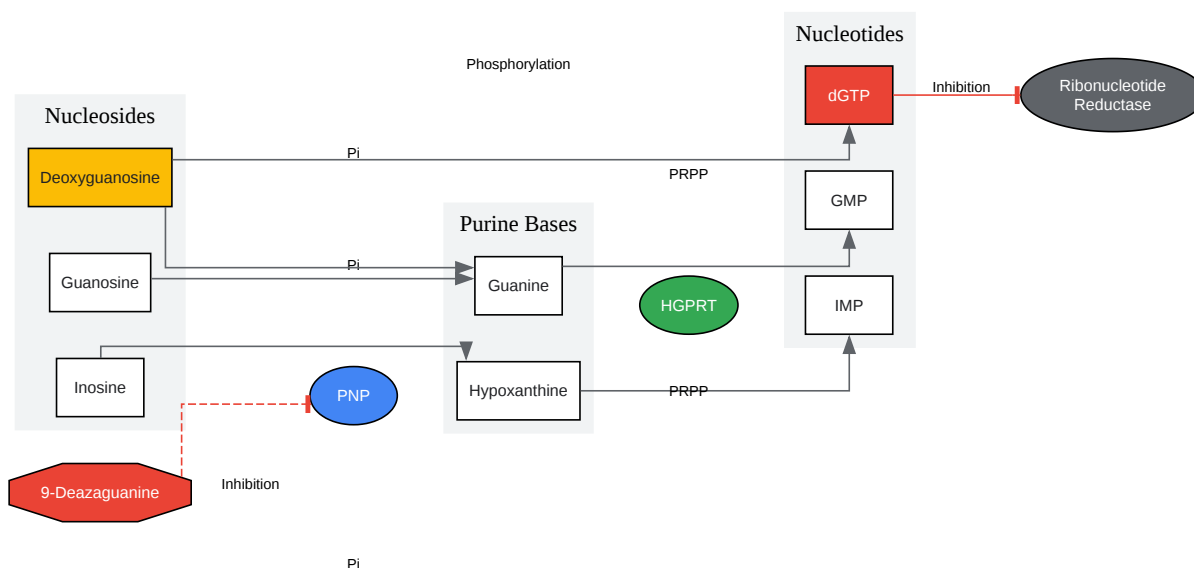 Nucleotides
Phosphorylation
dGTP
Inhibition
Ribonucleotide
Reductase
Nucleosides
Pi
PRPP
Deoxyguanosine
GMP
Purine Bases
Pi
Guanosine
Guanine
HGPRT
IMP
Inosine
PNP
Hypoxanthine
PRPP
9-Deazaguanine
Inhibition
Pi